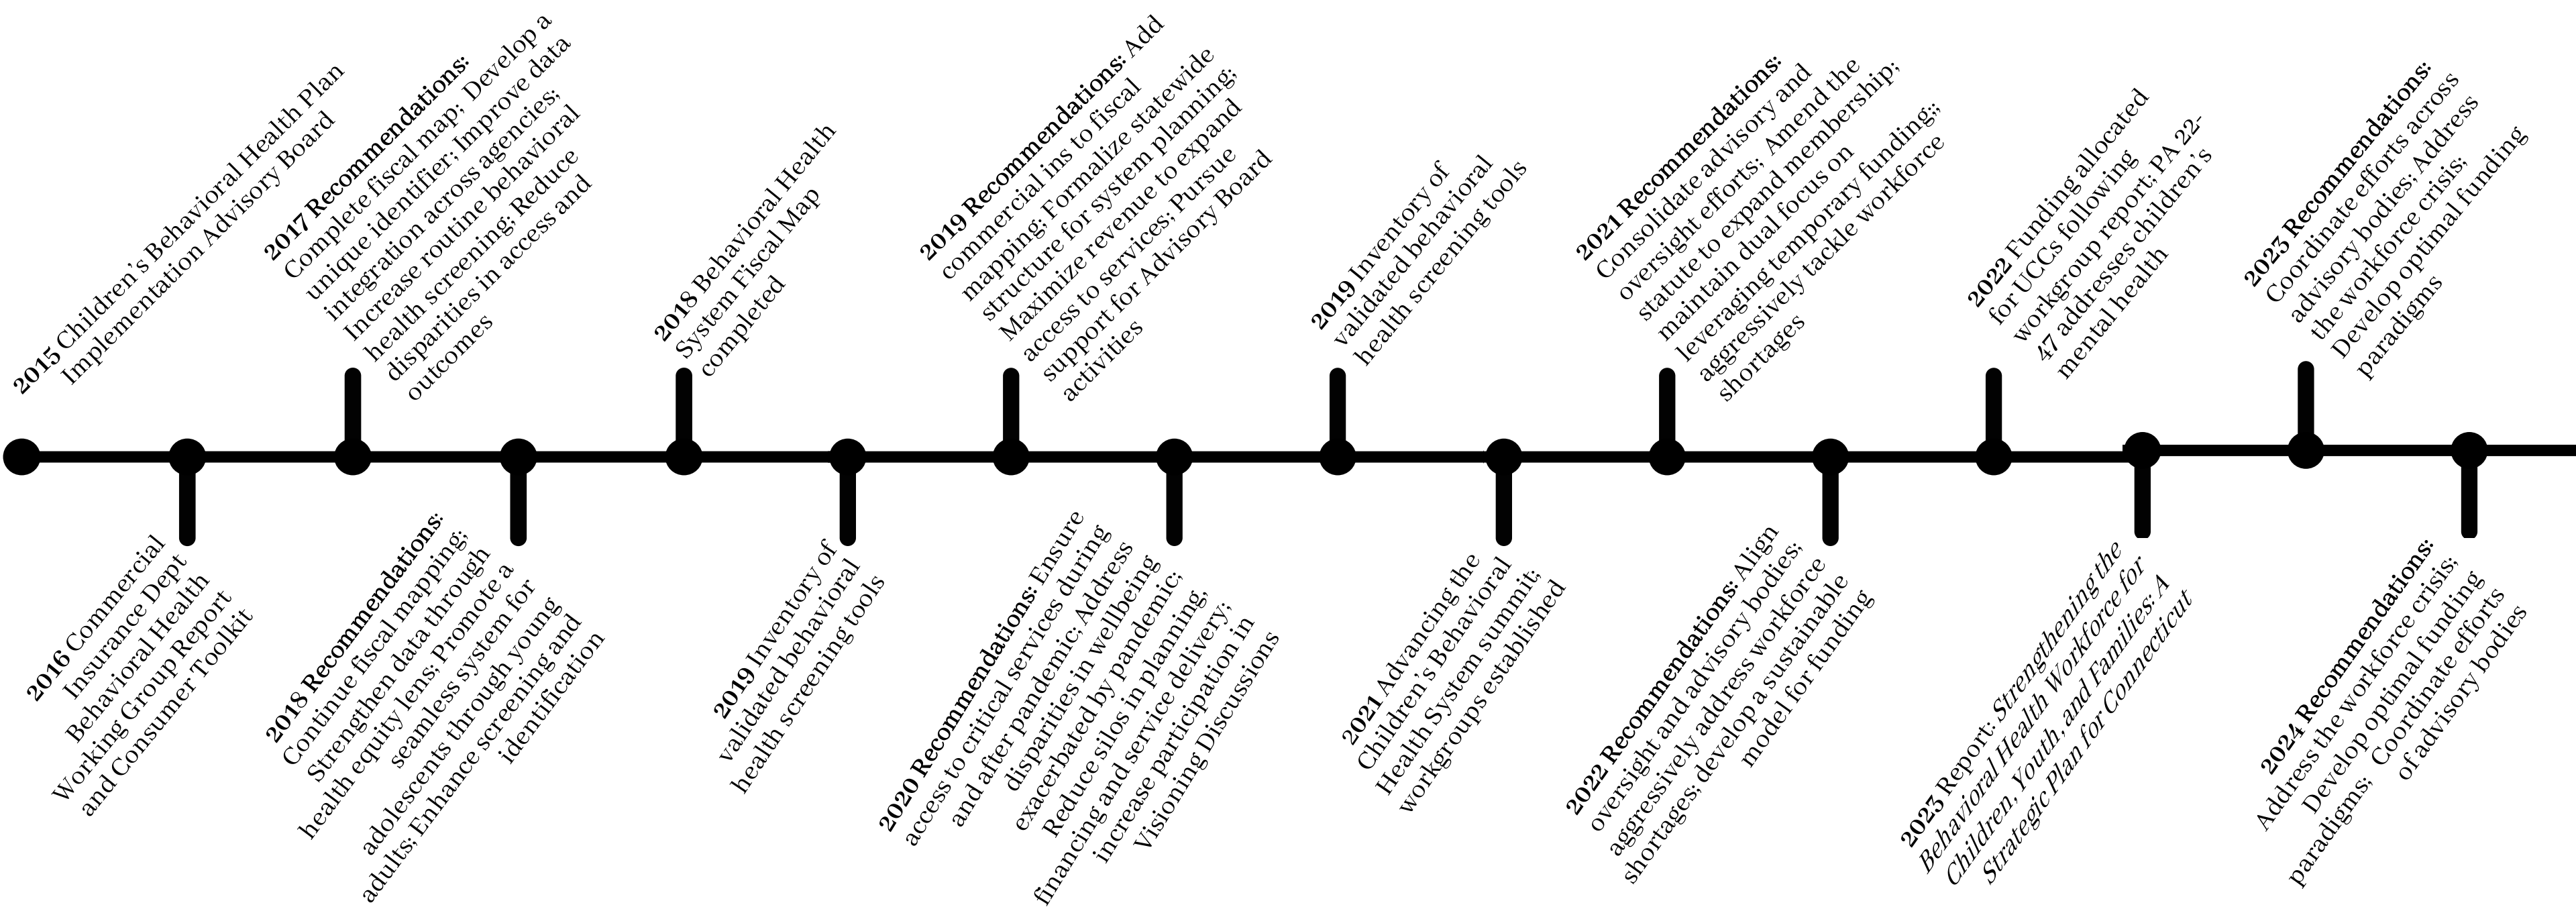 2015 Children's Behavioral Health Plan
Implementation Advisory Board
2016 Commercial
Insurance Dept
Behavioral Health
Working Group Report
and Consumer Toolkit
2017 Recommendations:
Complete fiscal map; Develop a
unique identifier; Improve data
integration across agencies;
Increase routine behavioral
health screening; Reduce
disparities in access and
outcomes
2018 Recommendations:
Continue fiscal mapping;
Strengthen data through
health equity lens; Promote a
seamless system for
adolescents through young
adults; Enhance screening and
identification
2018 Behavioral Health
System Fiscal Map
completed
2019 Inventory of
validated behavioral
health screening tools
2019 Recommendations: Add
commercial ins to fiscal
mapping; Formalize statewide
structure for system planning;
Maximize revenue to expand
access to services; Pursue
support for Advisory Board
activities
2020 Recommendations: Ensure
access to critical services during
and after pandemic; Address
disparities in wellbeing
exacerbated by pandemic;
Reduce silos in planning,
financing and service delivery;
increase participation in
Visioning Discussions
2019 Inventory of
validated behavioral
health screening tools
2021 Advancing the
Children's Behavioral
Health System summit;
workgroups established
2021 Recommendations:
Consolidate advisory and
oversight efforts; Amend the
statute to expand membership;
maintain dual focus on
leveraging temporary funding;;
aggressively tackle workforce
shortages
2022 Recommendations: Align
oversight and advisory bodies;
aggressively address workforce
shortages; develop a sustainable
model for funding
2022 Funding allocated
for UCCs following
workgroup report; PA 22-
47 addresses children's
mental health
2023 Report: Strengthening the
Behavioral Health Workforce for
Children, Youth, and Families: A
Strategic Plan for Connecticut
2023 Recommendations:
Coordinate efforts across
advisory bodies; Address
the workforce crisis;
Develop optimal funding
paradigms
2024 Recommendations:
Address the workforce crisis;
Develop optimal funding
paradigms; Coordinate efforts
of advisory bodies